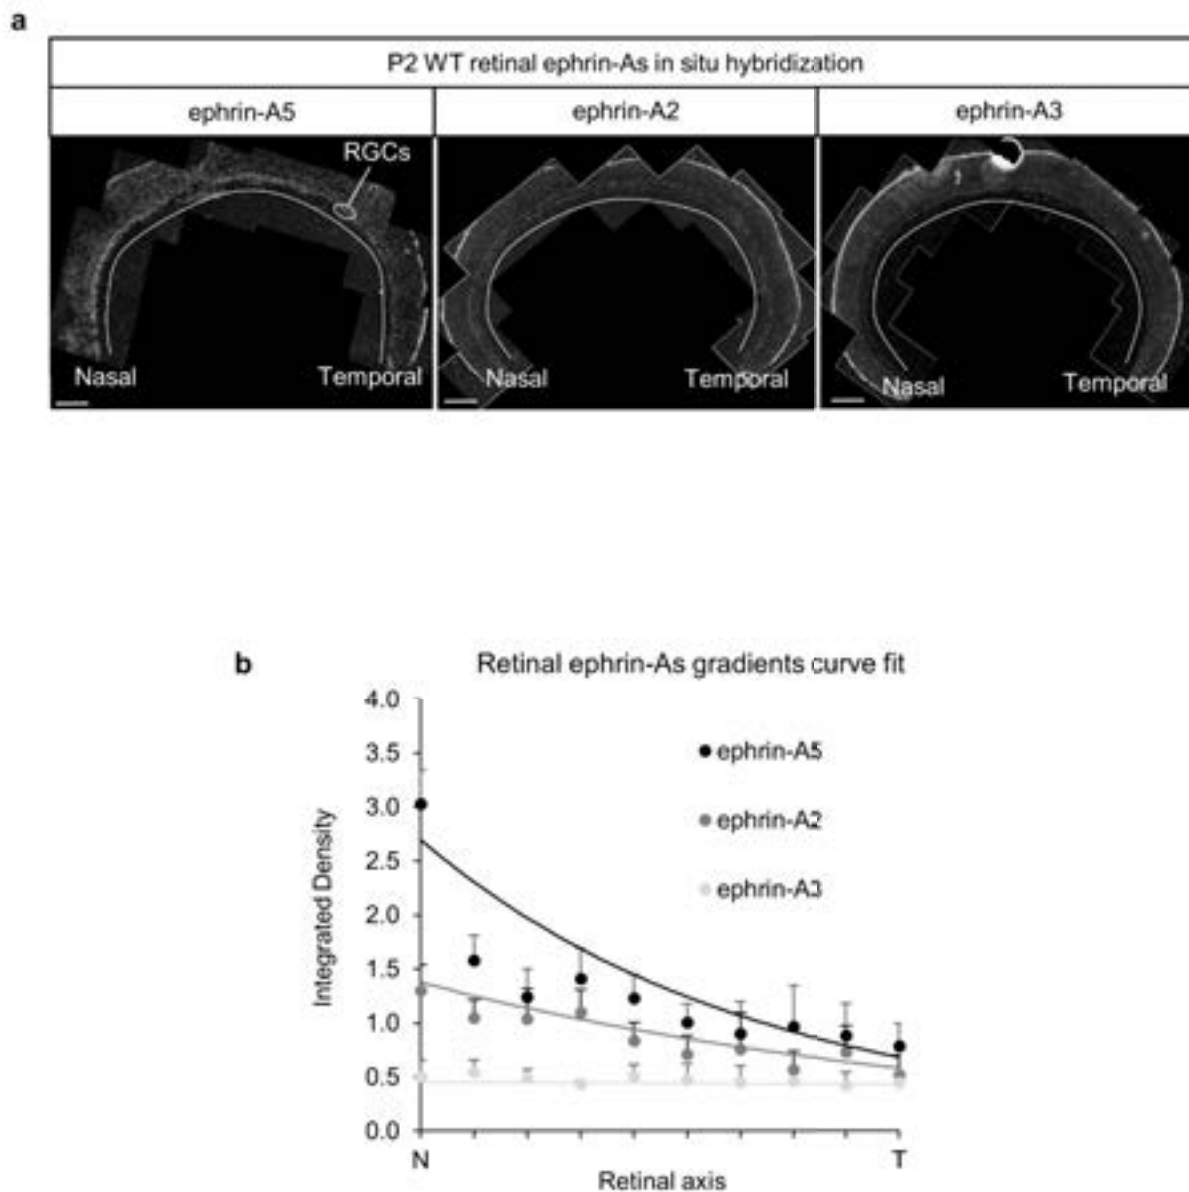 a
P2 WT retinal ephrin-As in situ hybridization
ephrin-A5 ephrin-A2 ephrin-A3
RGCs
Nasal Temporal Nasal Temporal Nasal Temporal
b Retinal ephrin-As gradients curve fit
4.0
3.5
3.0
2.5
2.0
1.5
1.0
0.5
0.0
Integrated Density
ephrin-A5
ephrin-A2
ephrin-A3
N T
Retinal axis